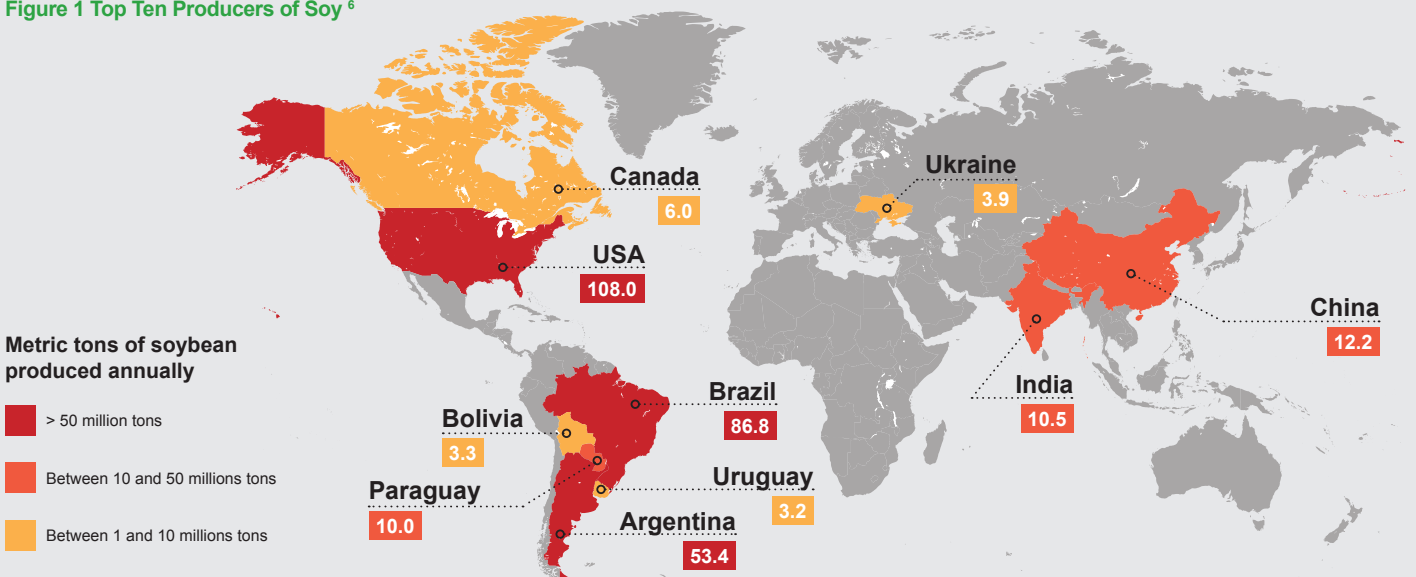 Figure 1 Top Ten Producers of Soy 6
Canada
6.0
USA
108.0
Ukraine
3.9
China
12.2
India
10.5
Metric tons of soybean
produced annually
> 50 million tons
Between 10 and 50 millions tons
Between 1 and 10 millions tons
Brazil
86.8
Bolivia
3.3
Paraguay
10.0
Uruguay
3.2
Argentina
53.4